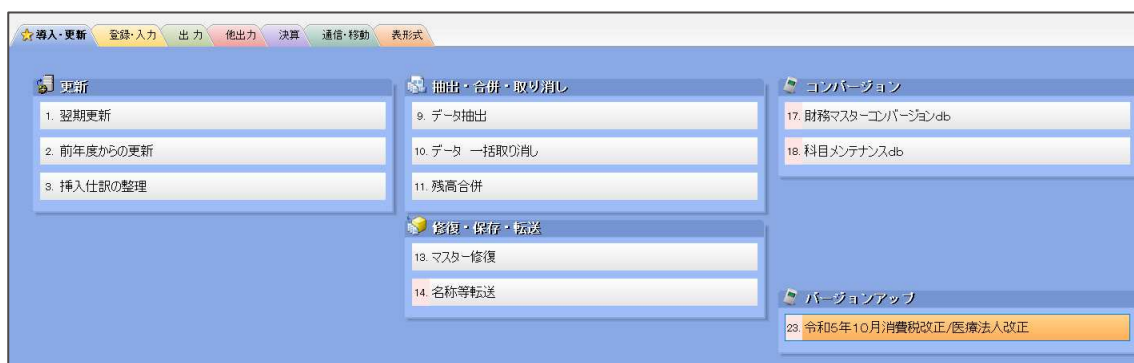 導入・更新 登録・入力 出 力 他出力 決算 通信・移動 表形式
更新
1. 翌期更新
2. 前年度からの更新
3. 挿入仕訳の整理
抽出・合併・取り消し
9. データ抽出
10. データ 一括取り消し
11. 残高合併
修復・保存・転送
13. マスター修復
14. 名称等転送
コンバージョン
17. 財務マスターコンバージョンdb
18. 科目メンテナンスdb
バージョンアップ
23. 令和5年10月消費税改正/医療法人改正